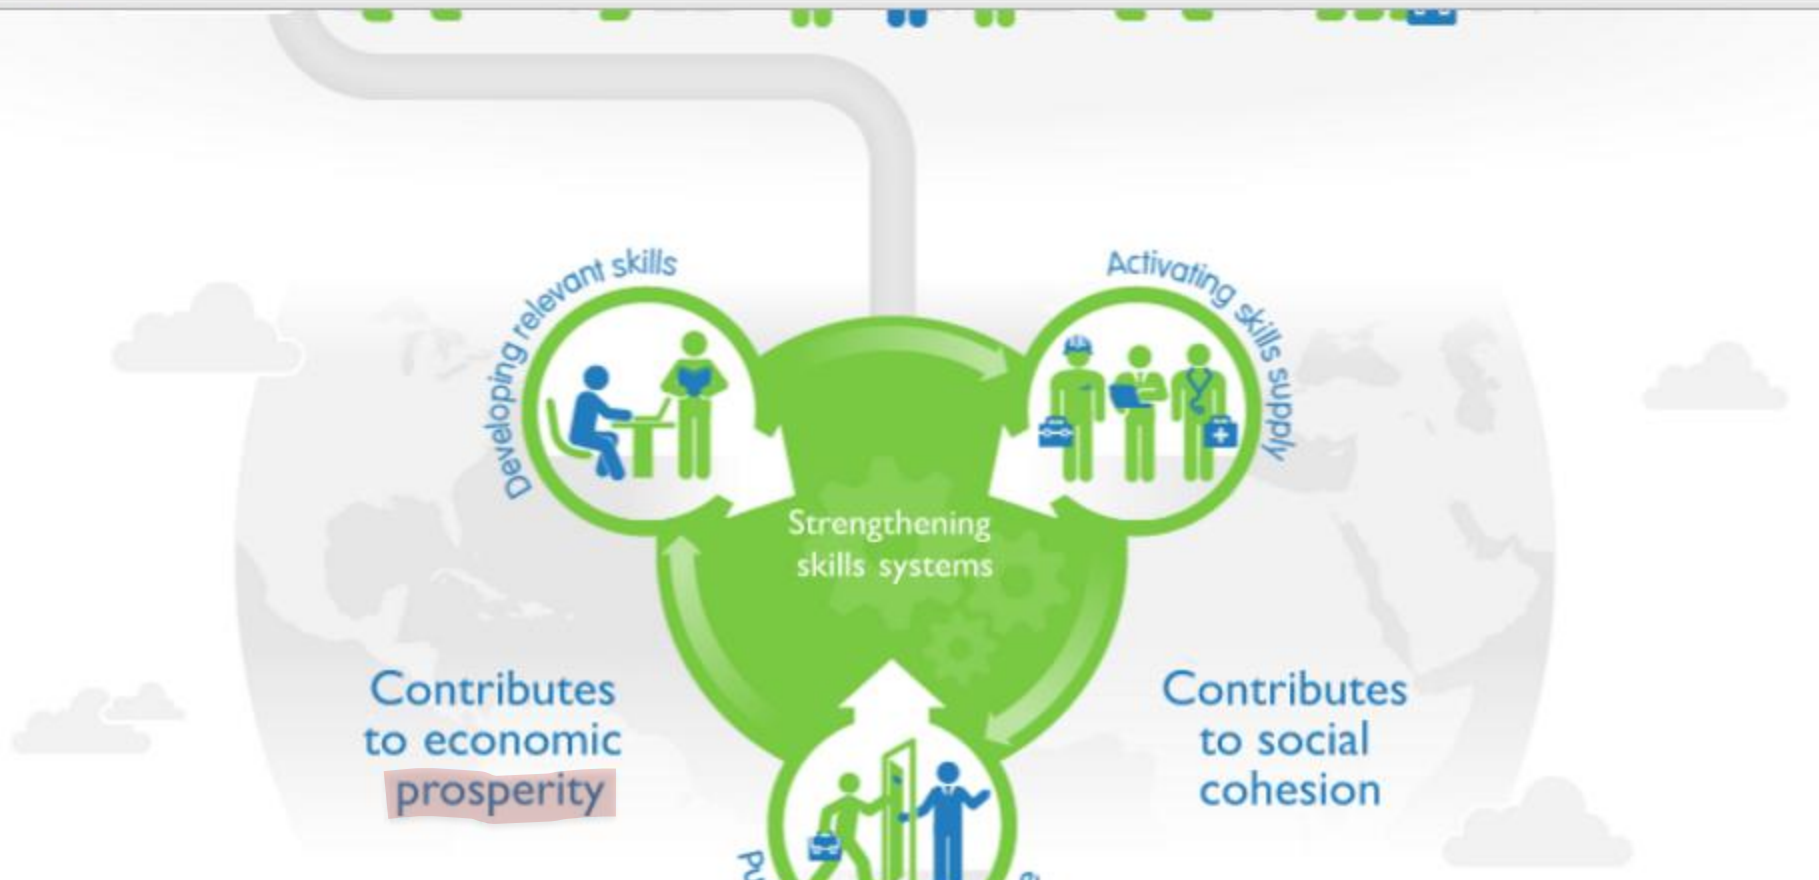 Developing relevant skills
Activating skills supply
Strengthening
skills systems
Contributes
to economic
prosperity
Contributes
to social
cohesion